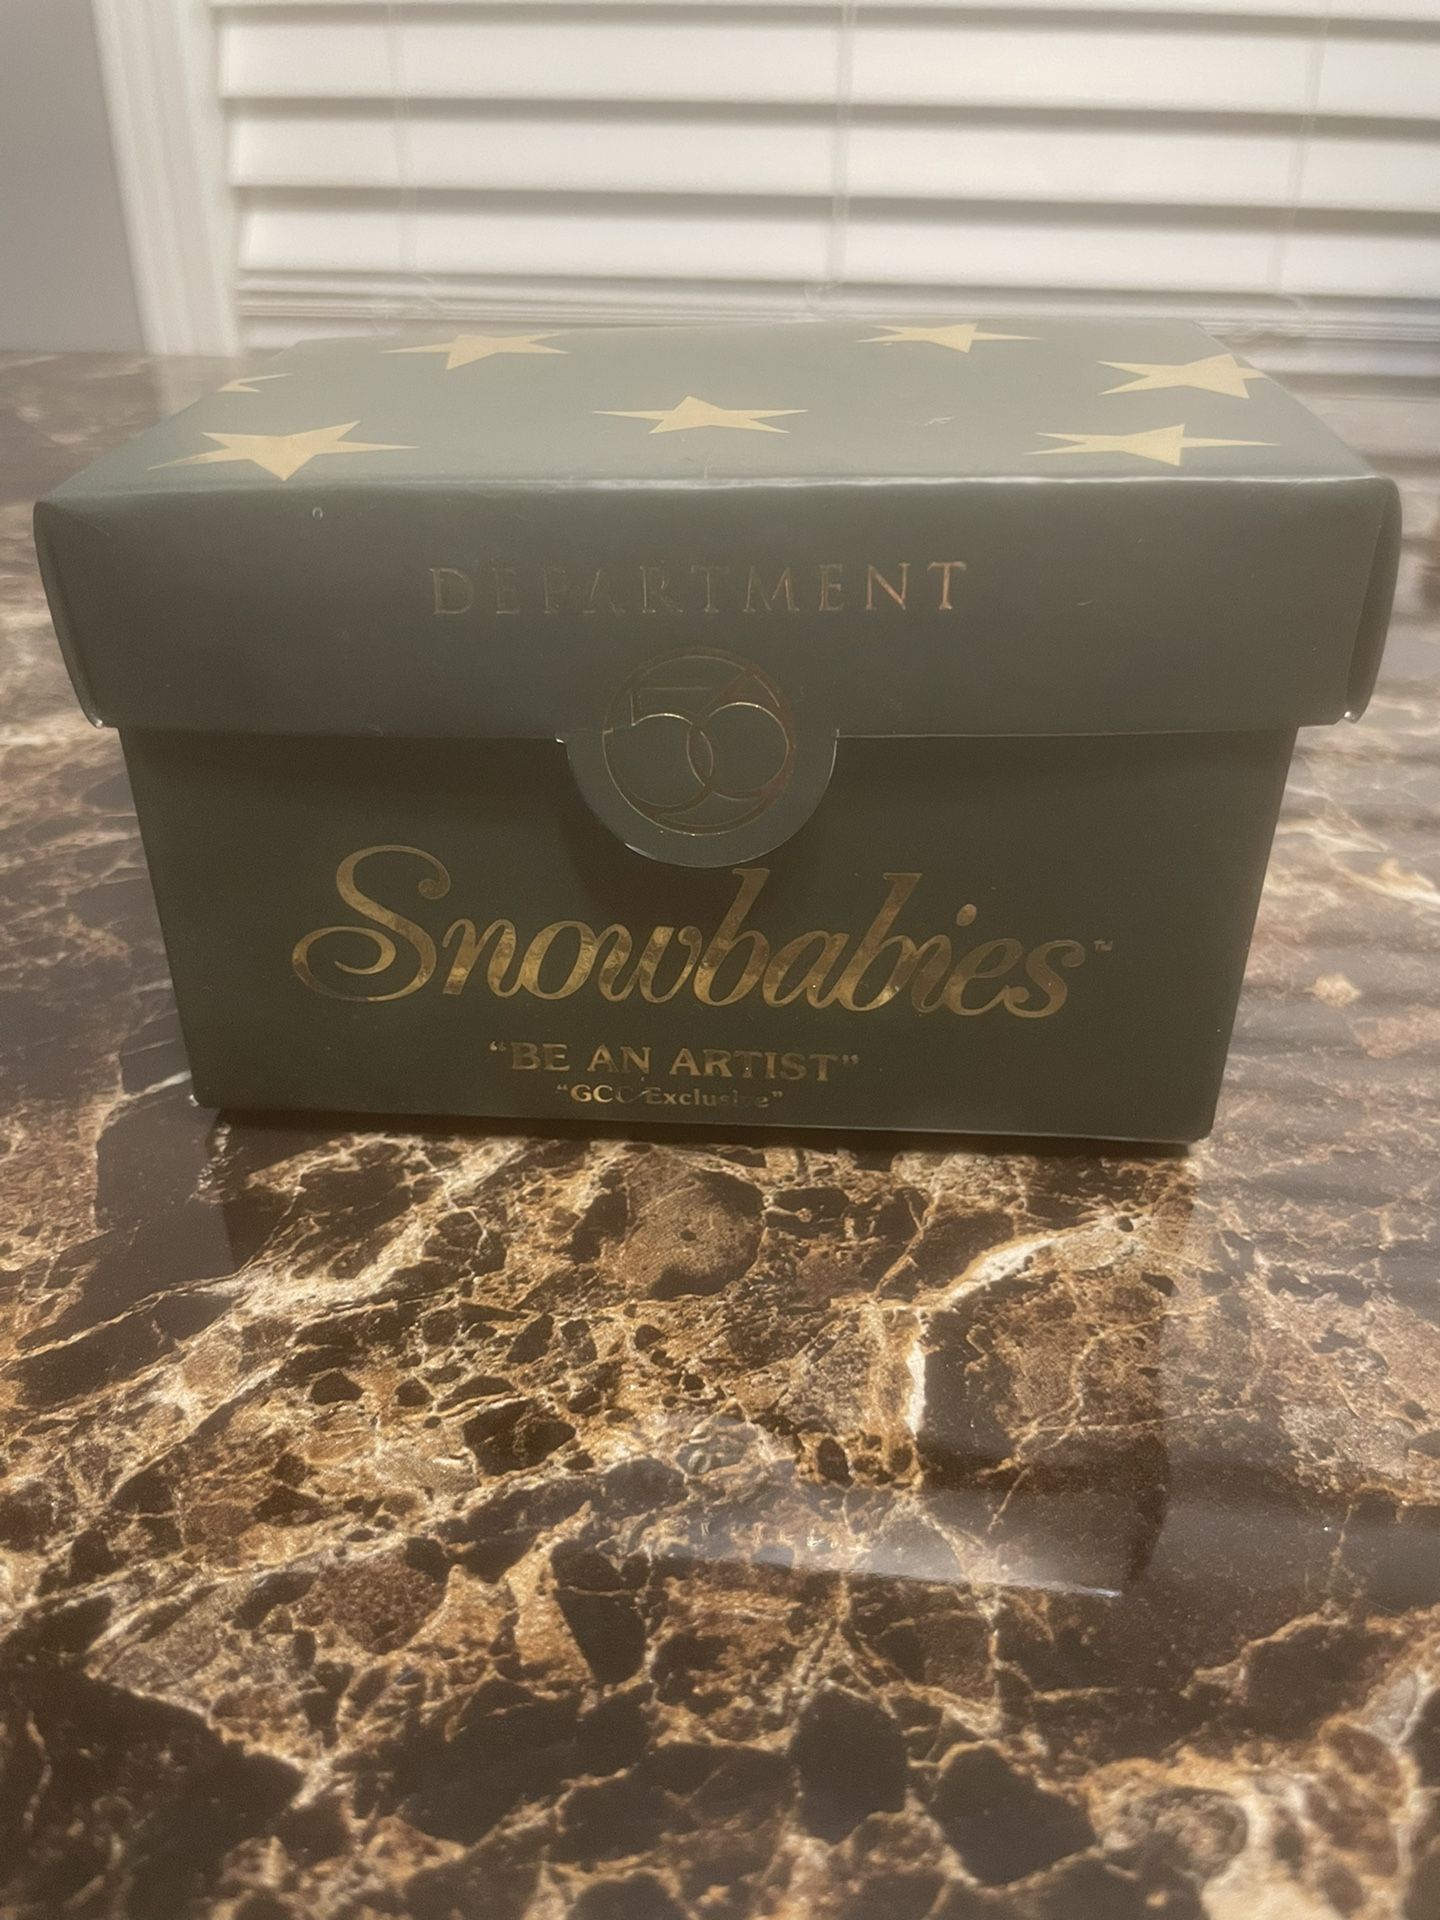 DEPARTMENT
56
Snowbabies™
“BE AN ARTIST”
“GCC Exclusive”